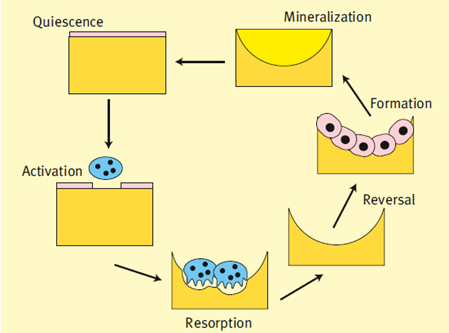 Quiescence
Mineralization
Formation
Activation
Reversal
Resorption